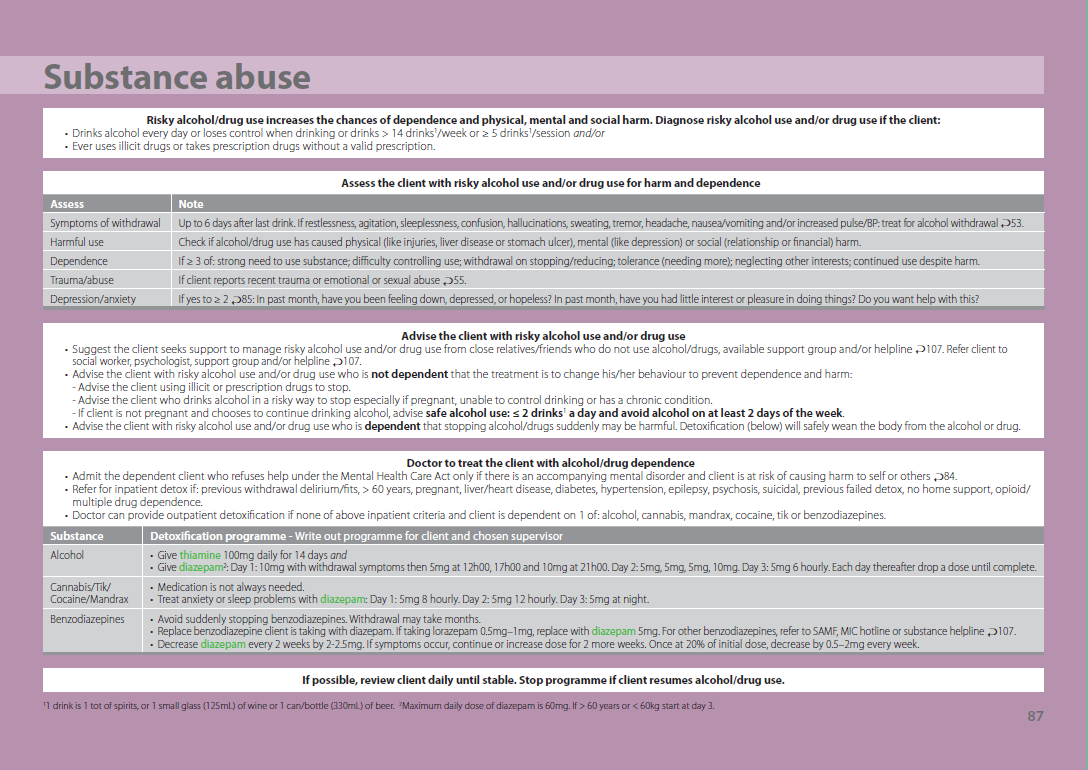 Substance abuse
Risky alcohol/drug use increases the chances of dependence and physical, mental and social harm. Diagnose risky alcohol use and/or drug use if the client:
• Drinks alcohol every day or loses control when drinking or drinks > 14 drinks¹/week or ≥ 5 drinks¹/session and/or
• Ever uses illicit drugs or takes prescription drugs without a valid prescription.
Assess the client with risky alcohol use and/or drug use for harm and dependence
Assess Note
Symptoms of withdrawal Up to 6 days after last drink. If restlessness, agitation, sleeplessness, confusion, hallucinations, sweating, tremor, headache, nausea/vomiting and/or increased pulse/BP: treat for alcohol withdrawal ⮌53.
Harmful use Check if alcohol/drug use has caused physical (like injuries, liver disease or stomach ulcer), mental (like depression) or social (relationship or financial) harm.
Dependence If ≥ 3 of: strong need to use substance; difficulty controlling use; withdrawal on stopping/reducing; tolerance (needing more); neglecting other interests; continued use despite harm.
Trauma/abuse If client reports recent trauma or emotional or sexual abuse ⮌55.
Depression/anxiety If yes to ≥ 2 ⮌85: In past month, have you been feeling down, depressed, or hopeless? In past month, have you had little interest or pleasure in doing things? Do you want help with this?
Advise the client with risky alcohol use and/or drug use
• Suggest the client seeks support to manage risky alcohol use and/or drug use from close relatives/friends who do not use alcohol/drugs, available support group and/or helpline ⮌107. Refer client to
social worker, psychologist, support group and/or helpline ⮌107.
• Advise the client with risky alcohol use and/or drug use who is not dependent that the treatment is to change his/her behaviour to prevent dependence and harm:
- Advise the client using illicit or prescription drugs to stop.
- Advise the client who drinks alcohol in a risky way to stop especially if pregnant, unable to control drinking or has a chronic condition.
- If client is not pregnant and chooses to continue drinking alcohol, advise safe alcohol use: ≤ 2 drinks¹ a day and avoid alcohol on at least 2 days of the week.
• Advise the client with risky alcohol use and/or drug use who is dependent that stopping alcohol/drugs suddenly may be harmful. Detoxification (below) will safely wean the body from the alcohol or drug.
Doctor to treat the client with alcohol/drug dependence
• Admit the dependent client who refuses help under the Mental Health Care Act only if there is an accompanying mental disorder and client is at risk of causing harm to self or others ⮌84.
• Refer for inpatient detox if: previous withdrawal delirium/fits, > 60 years, pregnant, liver/heart disease, diabetes, hypertension, epilepsy, psychosis, suicidal, previous failed detox, no home support, opioid/
multiple drug dependence.
• Doctor can provide outpatient detoxification if none of above inpatient criteria and client is dependent on 1 of: alcohol, cannabis, mandrax, cocaine, tik or benzodiazepines.
Substance Detoxification programme - Write out programme for client and chosen supervisor
Alcohol • Give thiamine 100mg daily for 14 days and
• Give diazepam²: Day 1: 10mg with withdrawal symptoms then 5mg at 12h00, 17h00 and 10mg at 21h00. Day 2: 5mg, 5mg, 5mg, 10mg. Day 3: 5mg 6 hourly. Each day thereafter drop a dose until complete.
Cannabis/Tik/ • Medication is not always needed.
Cocaine/Mandrax • Treat anxiety or sleep problems with diazepam: Day 1: 5mg 8 hourly. Day 2: 5mg 12 hourly. Day 3: 5mg at night.
Benzodiazepines • Avoid suddenly stopping benzodiazepines. Withdrawal may take months.
• Replace benzodiazepine client is taking with diazepam. If taking lorazepam 0.5mg–1mg, replace with diazepam 5mg. For other benzodiazepines, refer to SAMF, MIC hotline or substance helpline ⮌107.
• Decrease diazepam every 2 weeks by 2-2.5mg. If symptoms occur, continue or increase dose for 2 more weeks. Once at 20% of initial dose, decrease by 0.5–2mg every week.
If possible, review client daily until stable. Stop programme if client resumes alcohol/drug use.
¹1 drink is 1 tot of spirits, or 1 small glass (125mL) of wine or 1 can/bottle (330mL) of beer. ²Maximum daily dose of diazepam is 60mg. If > 60 years or < 60kg start at day 3.
87